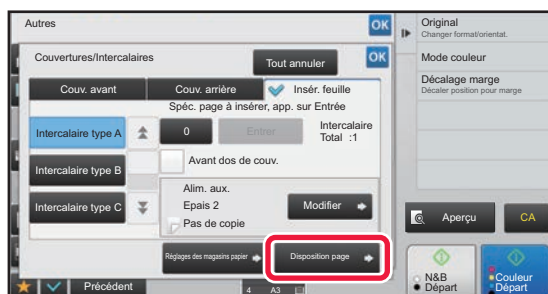 Autres
OK
Couvertures/Intercalaires
Tout annuler
OK
Couv. avant
Couv. arrière
Insér. feuille
Spéc. page à insérer, app. sur Entrée
Intercalaire type A
0
Entrer
Intercalaire
Total :1
Intercalaire type B
Avant dos de couv.
Intercalaire type C
Alim. aux.
Epais 2
Pas de copie
Modifier
Réglages des magasins papier
Disposition page
Précédent
4
A3
Original
Changer format/orientat.
Mode couleur
Décalage marge
Décaler position pour marge
Aperçu
CA
N&B
Départ
Couleur
Départ